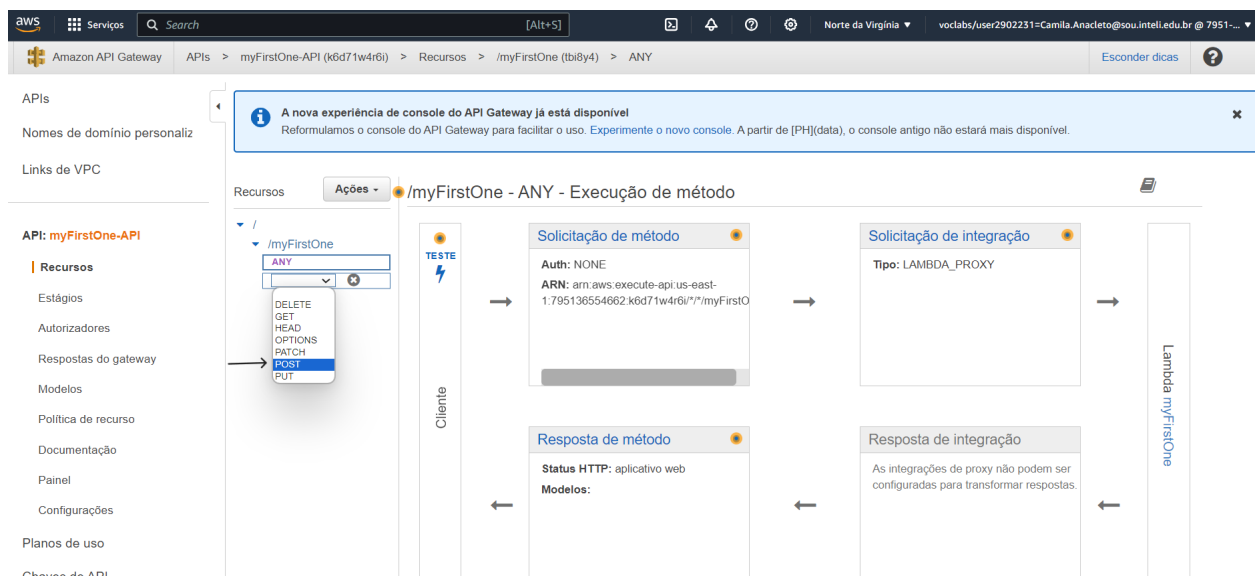 aws
Serviços
Search
[Alt+S]
Norte da Virgínia
voclabs/user2902231=Camila.Anacleto@sou.inteli.edu.br @ 7951-...
Amazon API Gateway
APIs > myFirstOne-API (k6d71w4r6i) > Recursos > /myFirstOne (tbi8y4) > ANY
Esconder dicas
?
APIs
Nomes de domínio personaliz
Links de VPC
API: myFirstOne-API
Recursos
Estágios
Autorizadores
Respostas do gateway
Modelos
Política de recurso
Documentação
Painel
Configurações
Planos de uso
Chaves de API
A nova experiência de console do API Gateway já está disponível
Reformulamos o console do API Gateway para facilitar o uso. Experimente o novo console. A partir de [PH](data), o console antigo não estará mais disponível.
Recursos
Ações
/
/myFirstOne
ANY
DELETE
GET
HEAD
OPTIONS
PATCH
POST
PUT
/myFirstOne - ANY - Execução de método
TESTE
Cliente
Solicitação de método
Auth: NONE
ARN: arn:aws:execute-api:us-east-
1:795136554662:k6d71w4r6i/*/*/myFirstO
Solicitação de integração
Tipo: LAMBDA_PROXY
Resposta de método
Status HTTP: aplicativo web
Modelos:
Resposta de integração
As integrações de proxy não podem ser
configuradas para transformar respostas.
Lambda myFirstOne